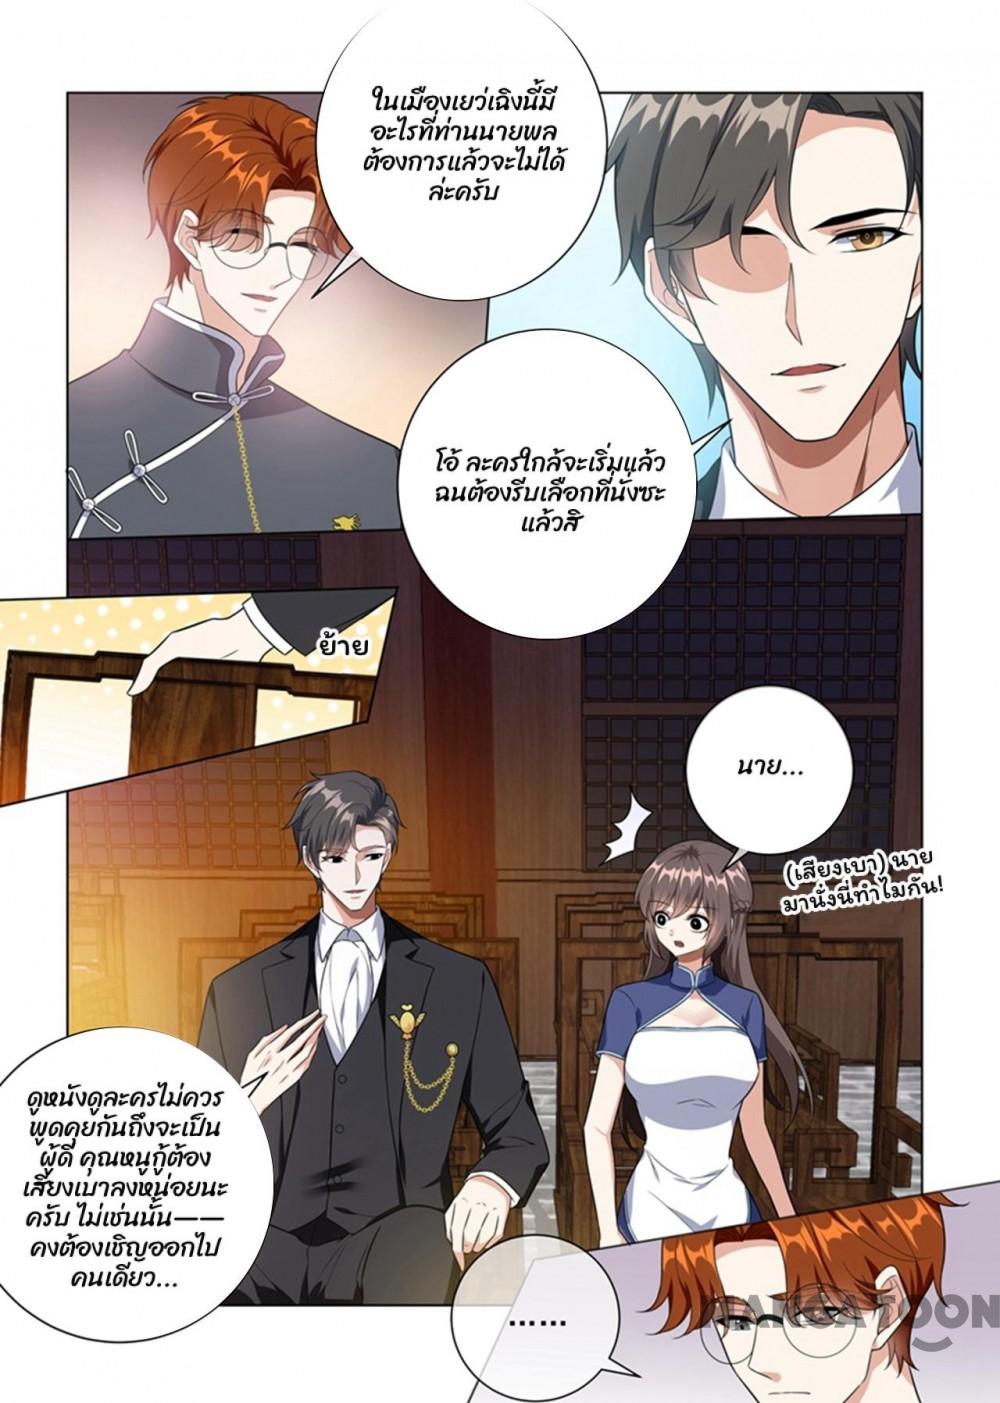 ในเมืองเยว่เฉิงนี้มี
อะไรที่ท่านนายพล
ต้องการแล้วจะไม่ได้
ล่ะครับ
โอ้ ละครใกล้จะเริ่มแล้ว
ฉนต้องรีบเลือกที่นั่งซะ
แล้วสิ
ย้าย
นาย...
(เสียงเบา) นาย
มานั่งนี่ทำไมกัน!
ดูหนังดูละครไม่ควร
พูดคุยกันถึงจะเป็น
ผู้ดี คุณหนูกู้ต้อง
เสียงเบาลงหน่อยนะ
ครับ ไม่เช่นนั้น——
คงต้องเชิญออกไป
คนเดียว...
......
MANGATOON